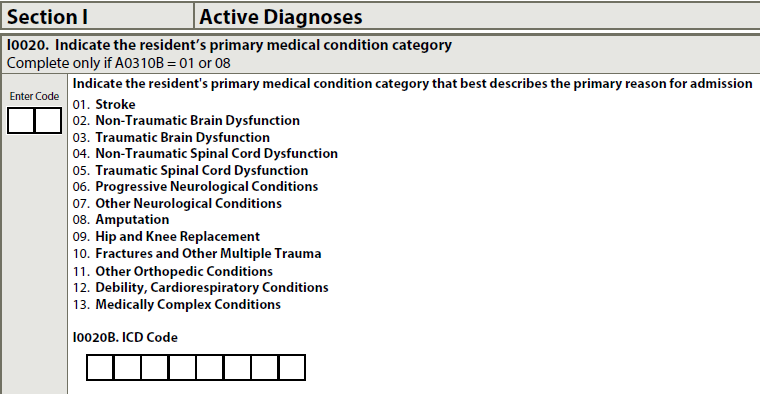 Section I
Active Diagnoses
I0020. Indicate the resident's primary medical condition category
Complete only if A0310B = 01 or 08
Enter Code
Indicate the resident's primary medical condition category that best describes the primary reason for admission
01. Stroke
02. Non-Traumatic Brain Dysfunction
03. Traumatic Brain Dysfunction
04. Non-Traumatic Spinal Cord Dysfunction
05. Traumatic Spinal Cord Dysfunction
06. Progressive Neurological Conditions
07. Other Neurological Conditions
08. Amputation
09. Hip and Knee Replacement
10. Fractures and Other Multiple Trauma
11. Other Orthopedic Conditions
12. Debility, Cardiorespiratory Conditions
13. Medically Complex Conditions
I0020B. ICD Code